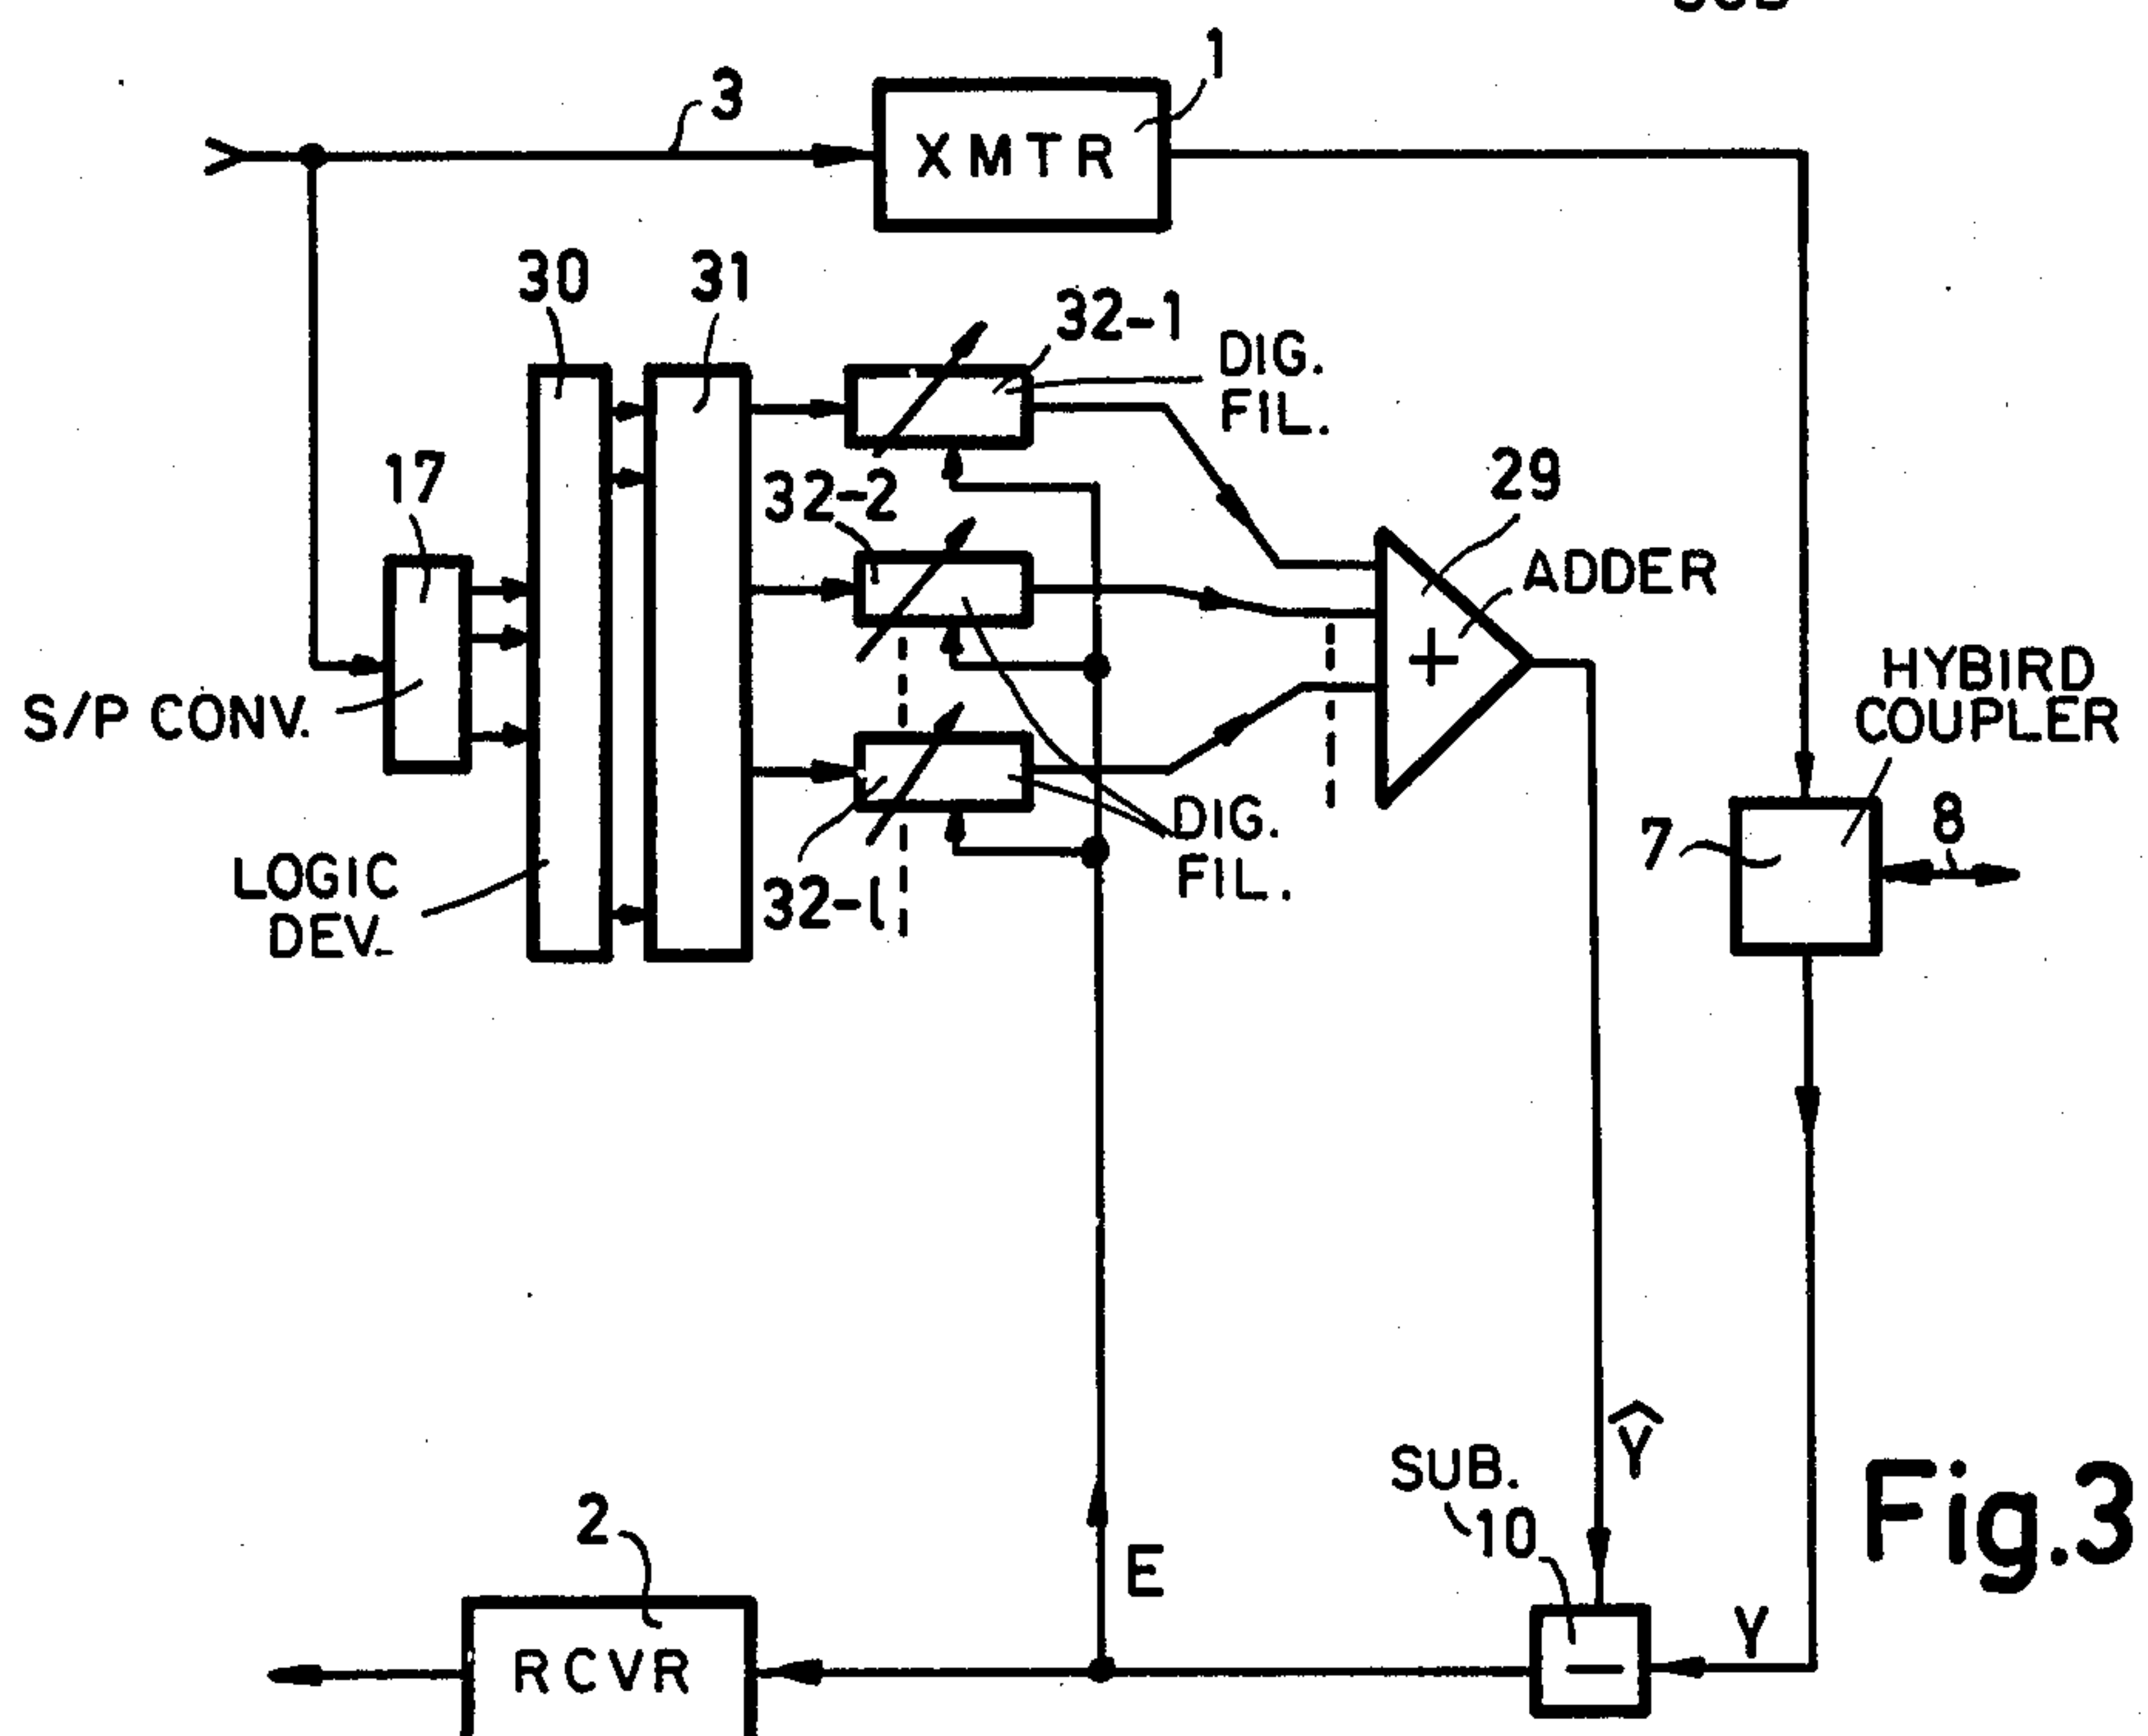 1
3
XMTR
30
31
32-1
DIG.
FIL.
17
32-2
29
ADDER
+
HYBIRD
COUPLER
S/P CONV.
7
8
DIG.
FIL.
LOGIC
DEV.
32-l
Ŷ
SUB.
10
Fig.3
2
E
Y
RCVR